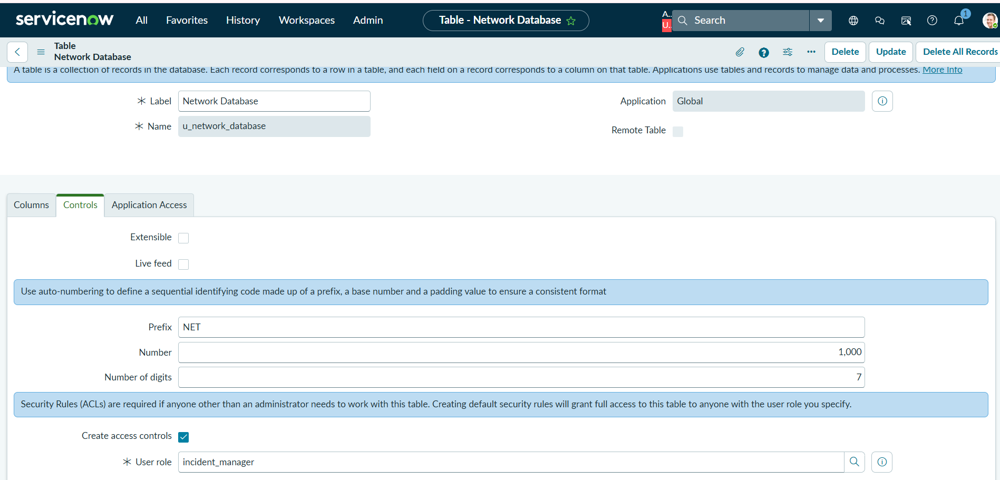 servicenow All Favorites History Workspaces Admin Table - Network Database A.. Search 1
U..
Table
Network Database
Delete Update Delete All Records
A table is a collection of records in the database. Each record corresponds to a row in a table, and each field on a record corresponds to a column on that table. Applications use tables and records to manage data and processes. More Info
Label Network Database Application Global
Name u_network_database Remote Table
Columns Controls Application Access
Extensible
Live feed
Use auto-numbering to define a sequential identifying code made up of a prefix, a base number and a padding value to ensure a consistent format
Prefix NET
Number 1,000
Number of digits 7
Security Rules (ACLs) are required if anyone other than an administrator needs to work with this table. Creating default security rules will grant full access to this table to anyone with the user role you specify.
Create access controls
User role incident_manager